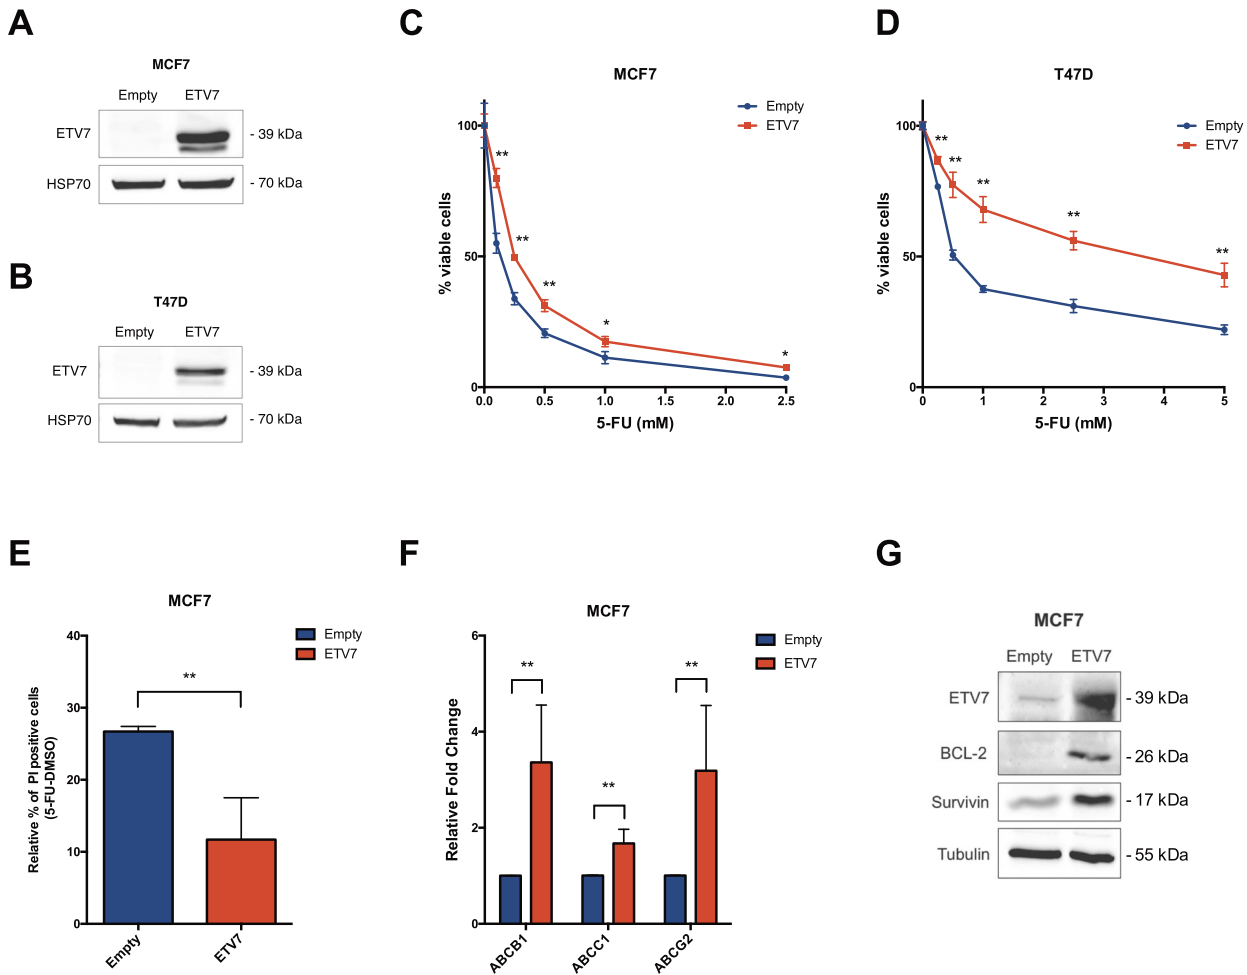 A
MCF7
Empty ETV7
ETV7 - 39 kDa
HSP70 - 70 kDa
B
T47D
Empty ETV7
ETV7 - 39 kDa
HSP70 - 70 kDa
C
MCF7
Empty
ETV7
% viable cells
100
50
0
** ** ** * *
0.0 0.5 1.0 1.5 2.0 2.5
5-FU (mM)
D
T47D
Empty
ETV7
% viable cells
100
50
0
** ** ** ** **
0 1 2 3 4 5
5-FU (mM)
E
MCF7
Empty
ETV7
Relative % of PI positive cells
(5-FU-DMSO)
40
30
20
10
0
**
Empty ETV7
F
MCF7
Empty
ETV7
Relative Fold Change
6
4
2
0
** ** **
ABCB1 ABCC1 ABCG2
G
MCF7
Empty ETV7
ETV7 - 39 kDa
BCL-2 - 26 kDa
Survivin - 17 kDa
Tubulin - 55 kDa